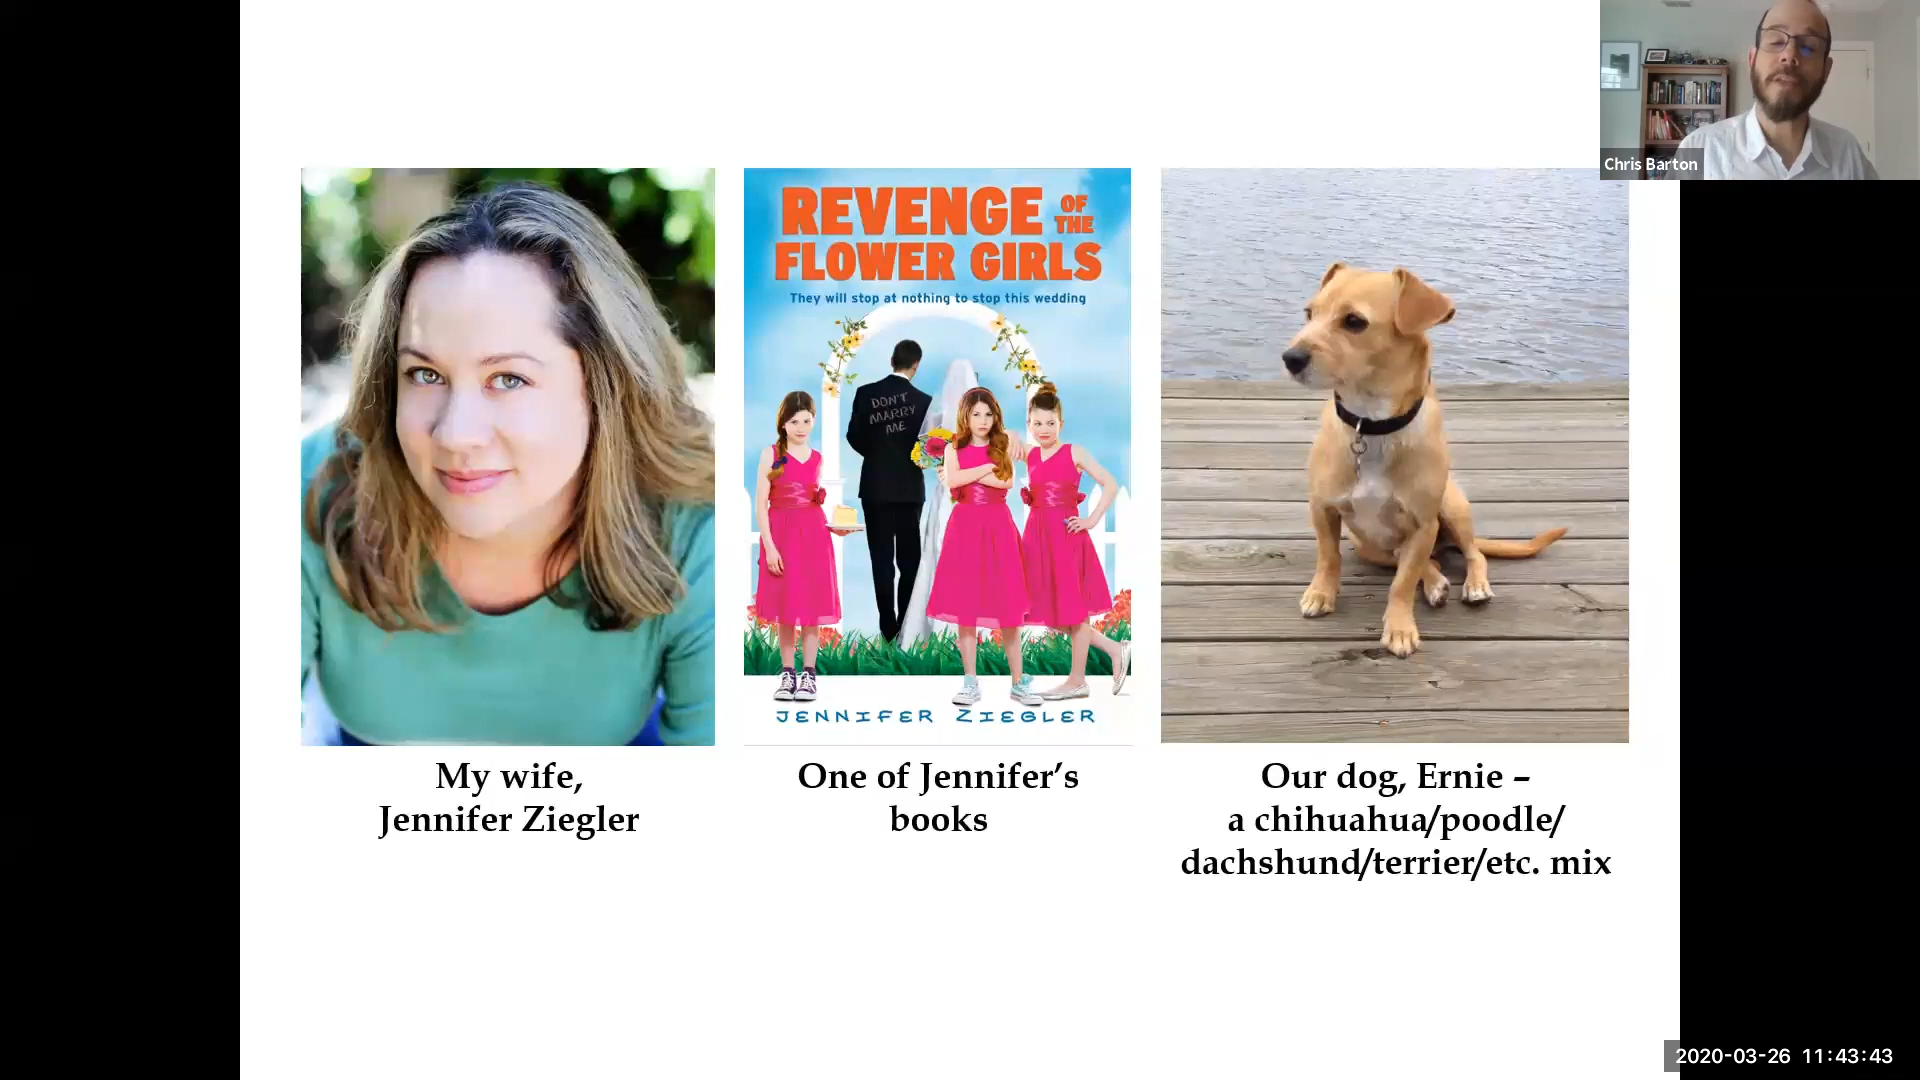 Chris Barton
REVENGE OF
THE
FLOWER GIRLS
They will stop at nothing to stop this wedding
DON'T
MARRY
ME
JENNIFER ZIEGLER
My wife,
Jennifer Ziegler
One of Jennifer’s
books
Our dog, Ernie –
a chihuahua/poodle/
dachshund/terrier/etc. mix
2020-03-26 11:43:43